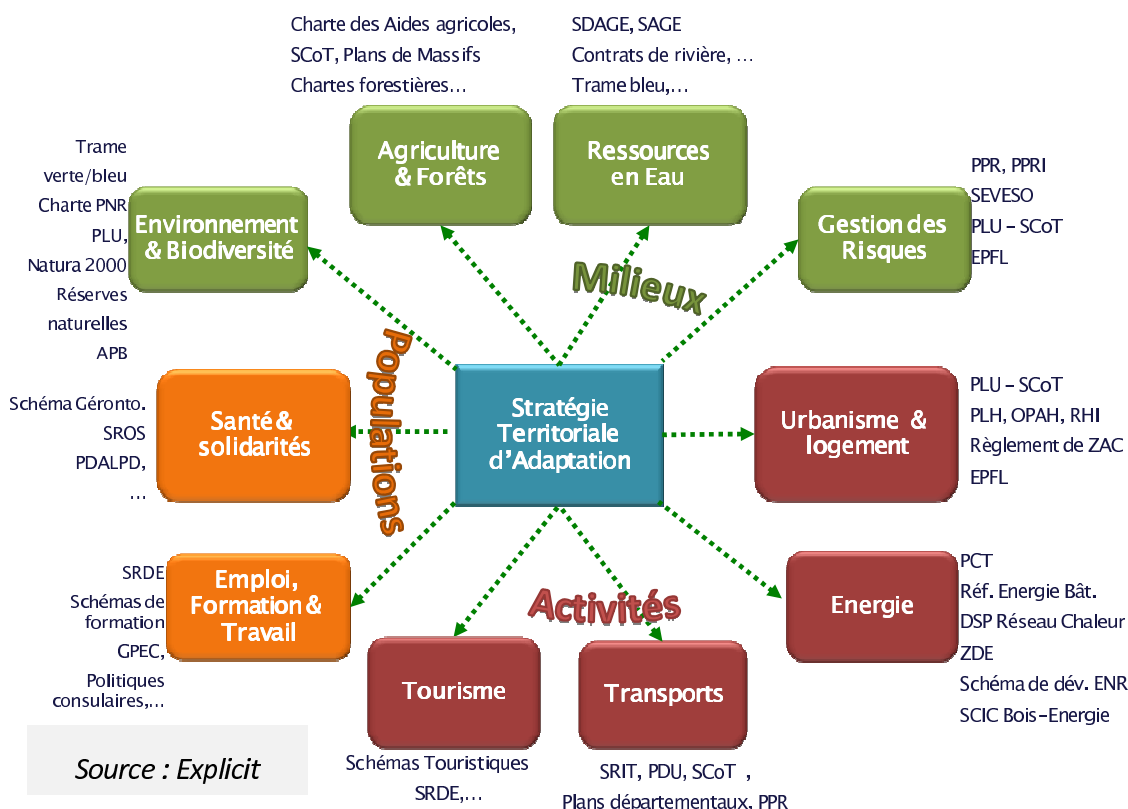 Charte des Aides agricoles,
SCoT, Plans de Massifs
Chartes forestières…
SDAGE, SAGE
Contrats de rivière, …
Trame bleu,…
Agriculture
& Forêts
Ressources
en Eau
Trame
verte/bleu
Charte PNR
PLU,
Natura 2000
Réserves
naturelles
APB
Environnement
& Biodiversité
Gestion des
Risques
PPR, PPRI
SEVESO
PLU – SCoT
EPFL
Milieux
Populations
Schéma Géronto.
SROS
PDALPD,
…
Santé &
solidarités
Stratégie
Territoriale
d’Adaptation
Urbanisme &
logement
PLU – SCoT
PLH, OPAH, RHI
Règlement de ZAC
EPFL
SRDE
Schémas de
formation
GPEC,
Politiques
consulaires,…
Emploi,
Formation &
Travail
Activités
Energie
PCT
Réf. Energie Bât.
DSP Réseau Chaleur
ZDE
Schéma de dév. ENR
SCIC Bois–Energie
Tourisme
Transports
Schémas Touristiques
SRDE,…
SRIT, PDU, SCoT ,
Plans départementaux, PPR
Source : Explicit